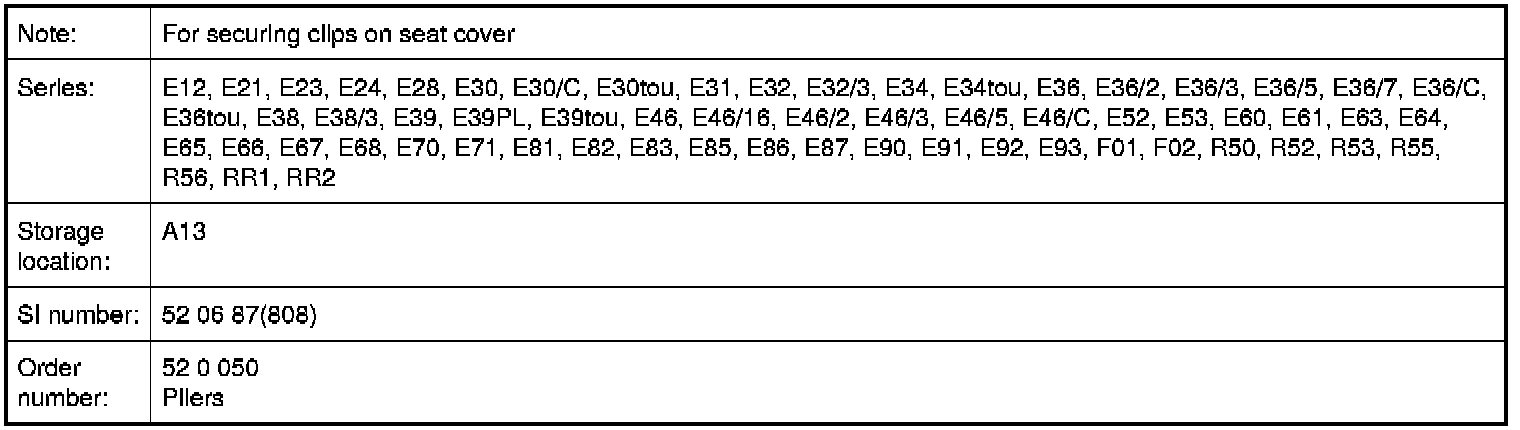 Note: For securing clips on seat cover
Series: E12, E21, E23, E24, E28, E30, E30/C, E30tou, E31, E32, E32/3, E34, E34tou, E36, E36/2, E36/3, E36/5, E36/7, E36/C,
E36tou, E38, E38/3, E39, E39PL, E39tou, E46, E46/16, E46/2, E46/3, E46/5, E46/C, E52, E53, E60, E61, E63, E64,
E65, E66, E67, E68, E70, E71, E81, E82, E83, E85, E86, E87, E90, E91, E92, E93, F01, F02, R50, R52, R53, R55,
R56, RR1, RR2
Storage location: A13
SI number: 52 06 87(808)
Order number: 52 0 050
Pliers